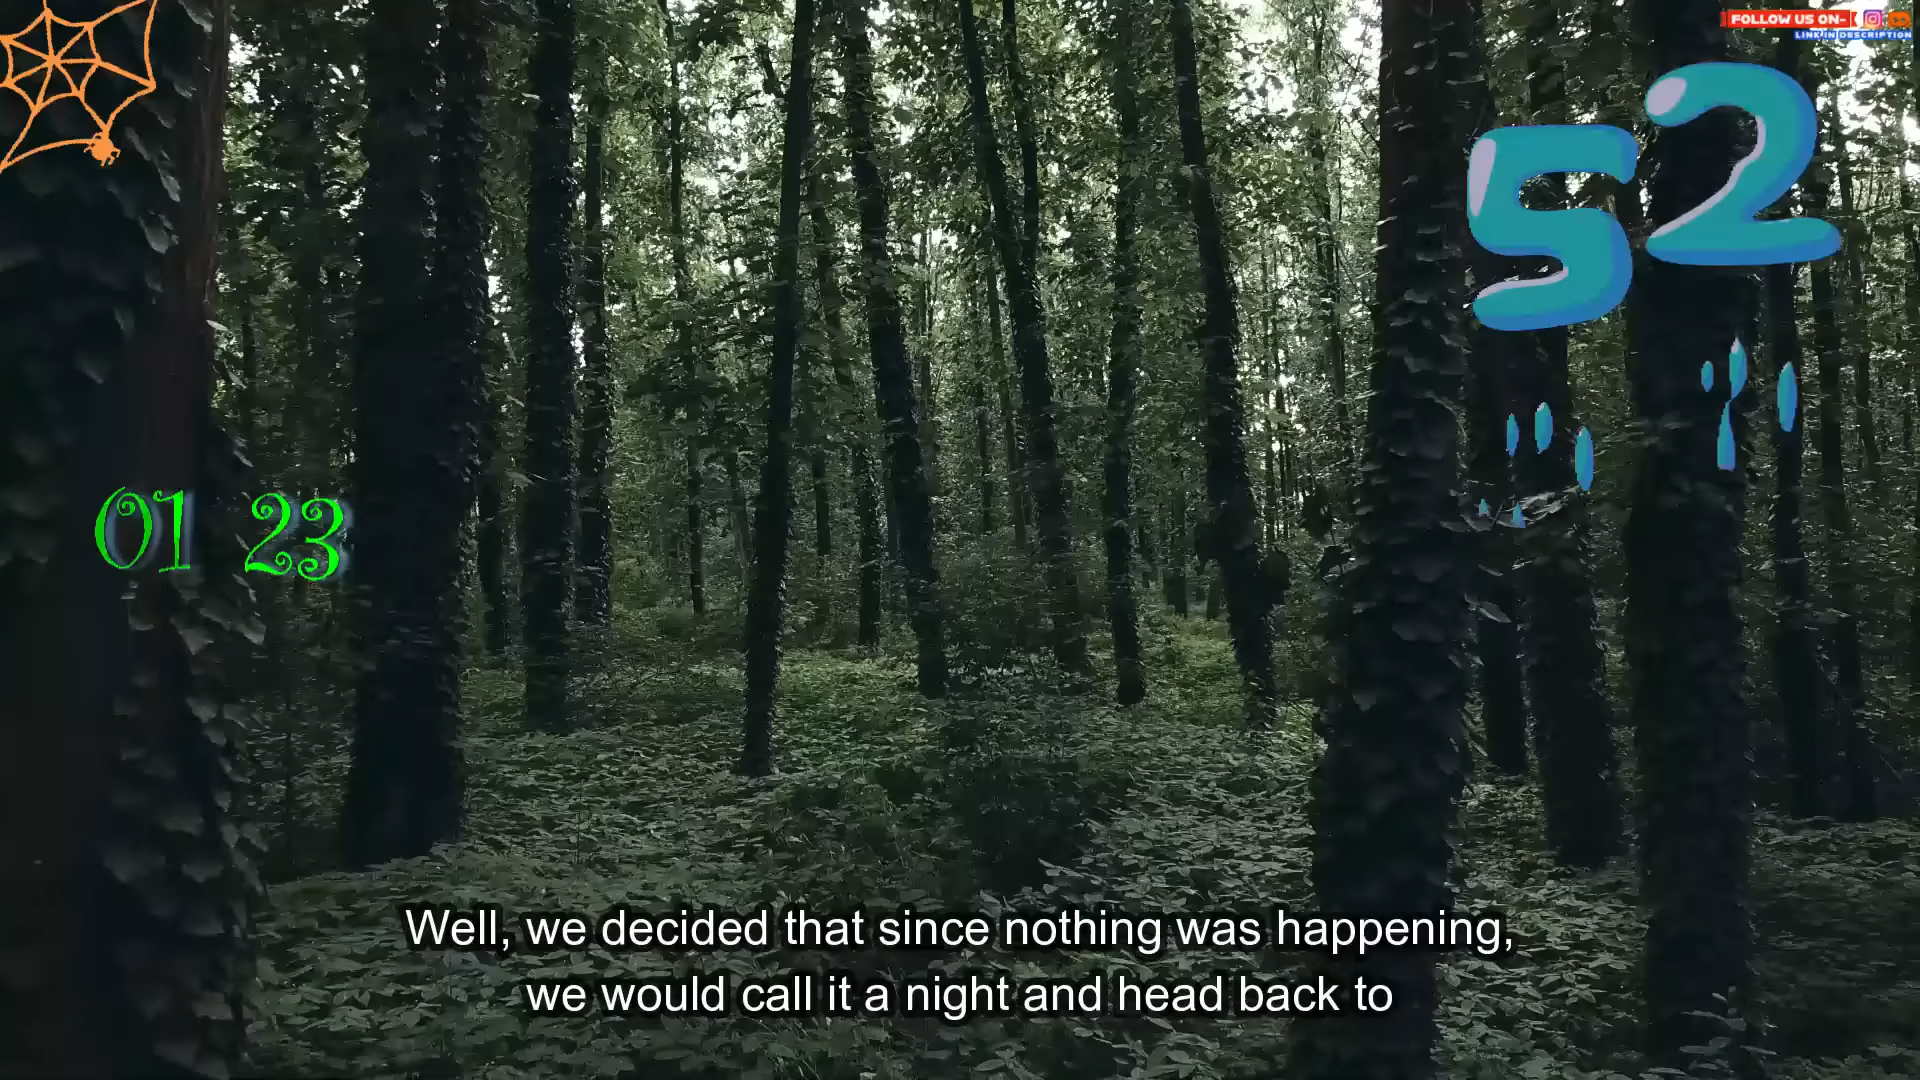 FOLLOW US ON-
LINK IN DESCRIPTION
52
01 23
Well, we decided that since nothing was happening,
we would call it a night and head back to